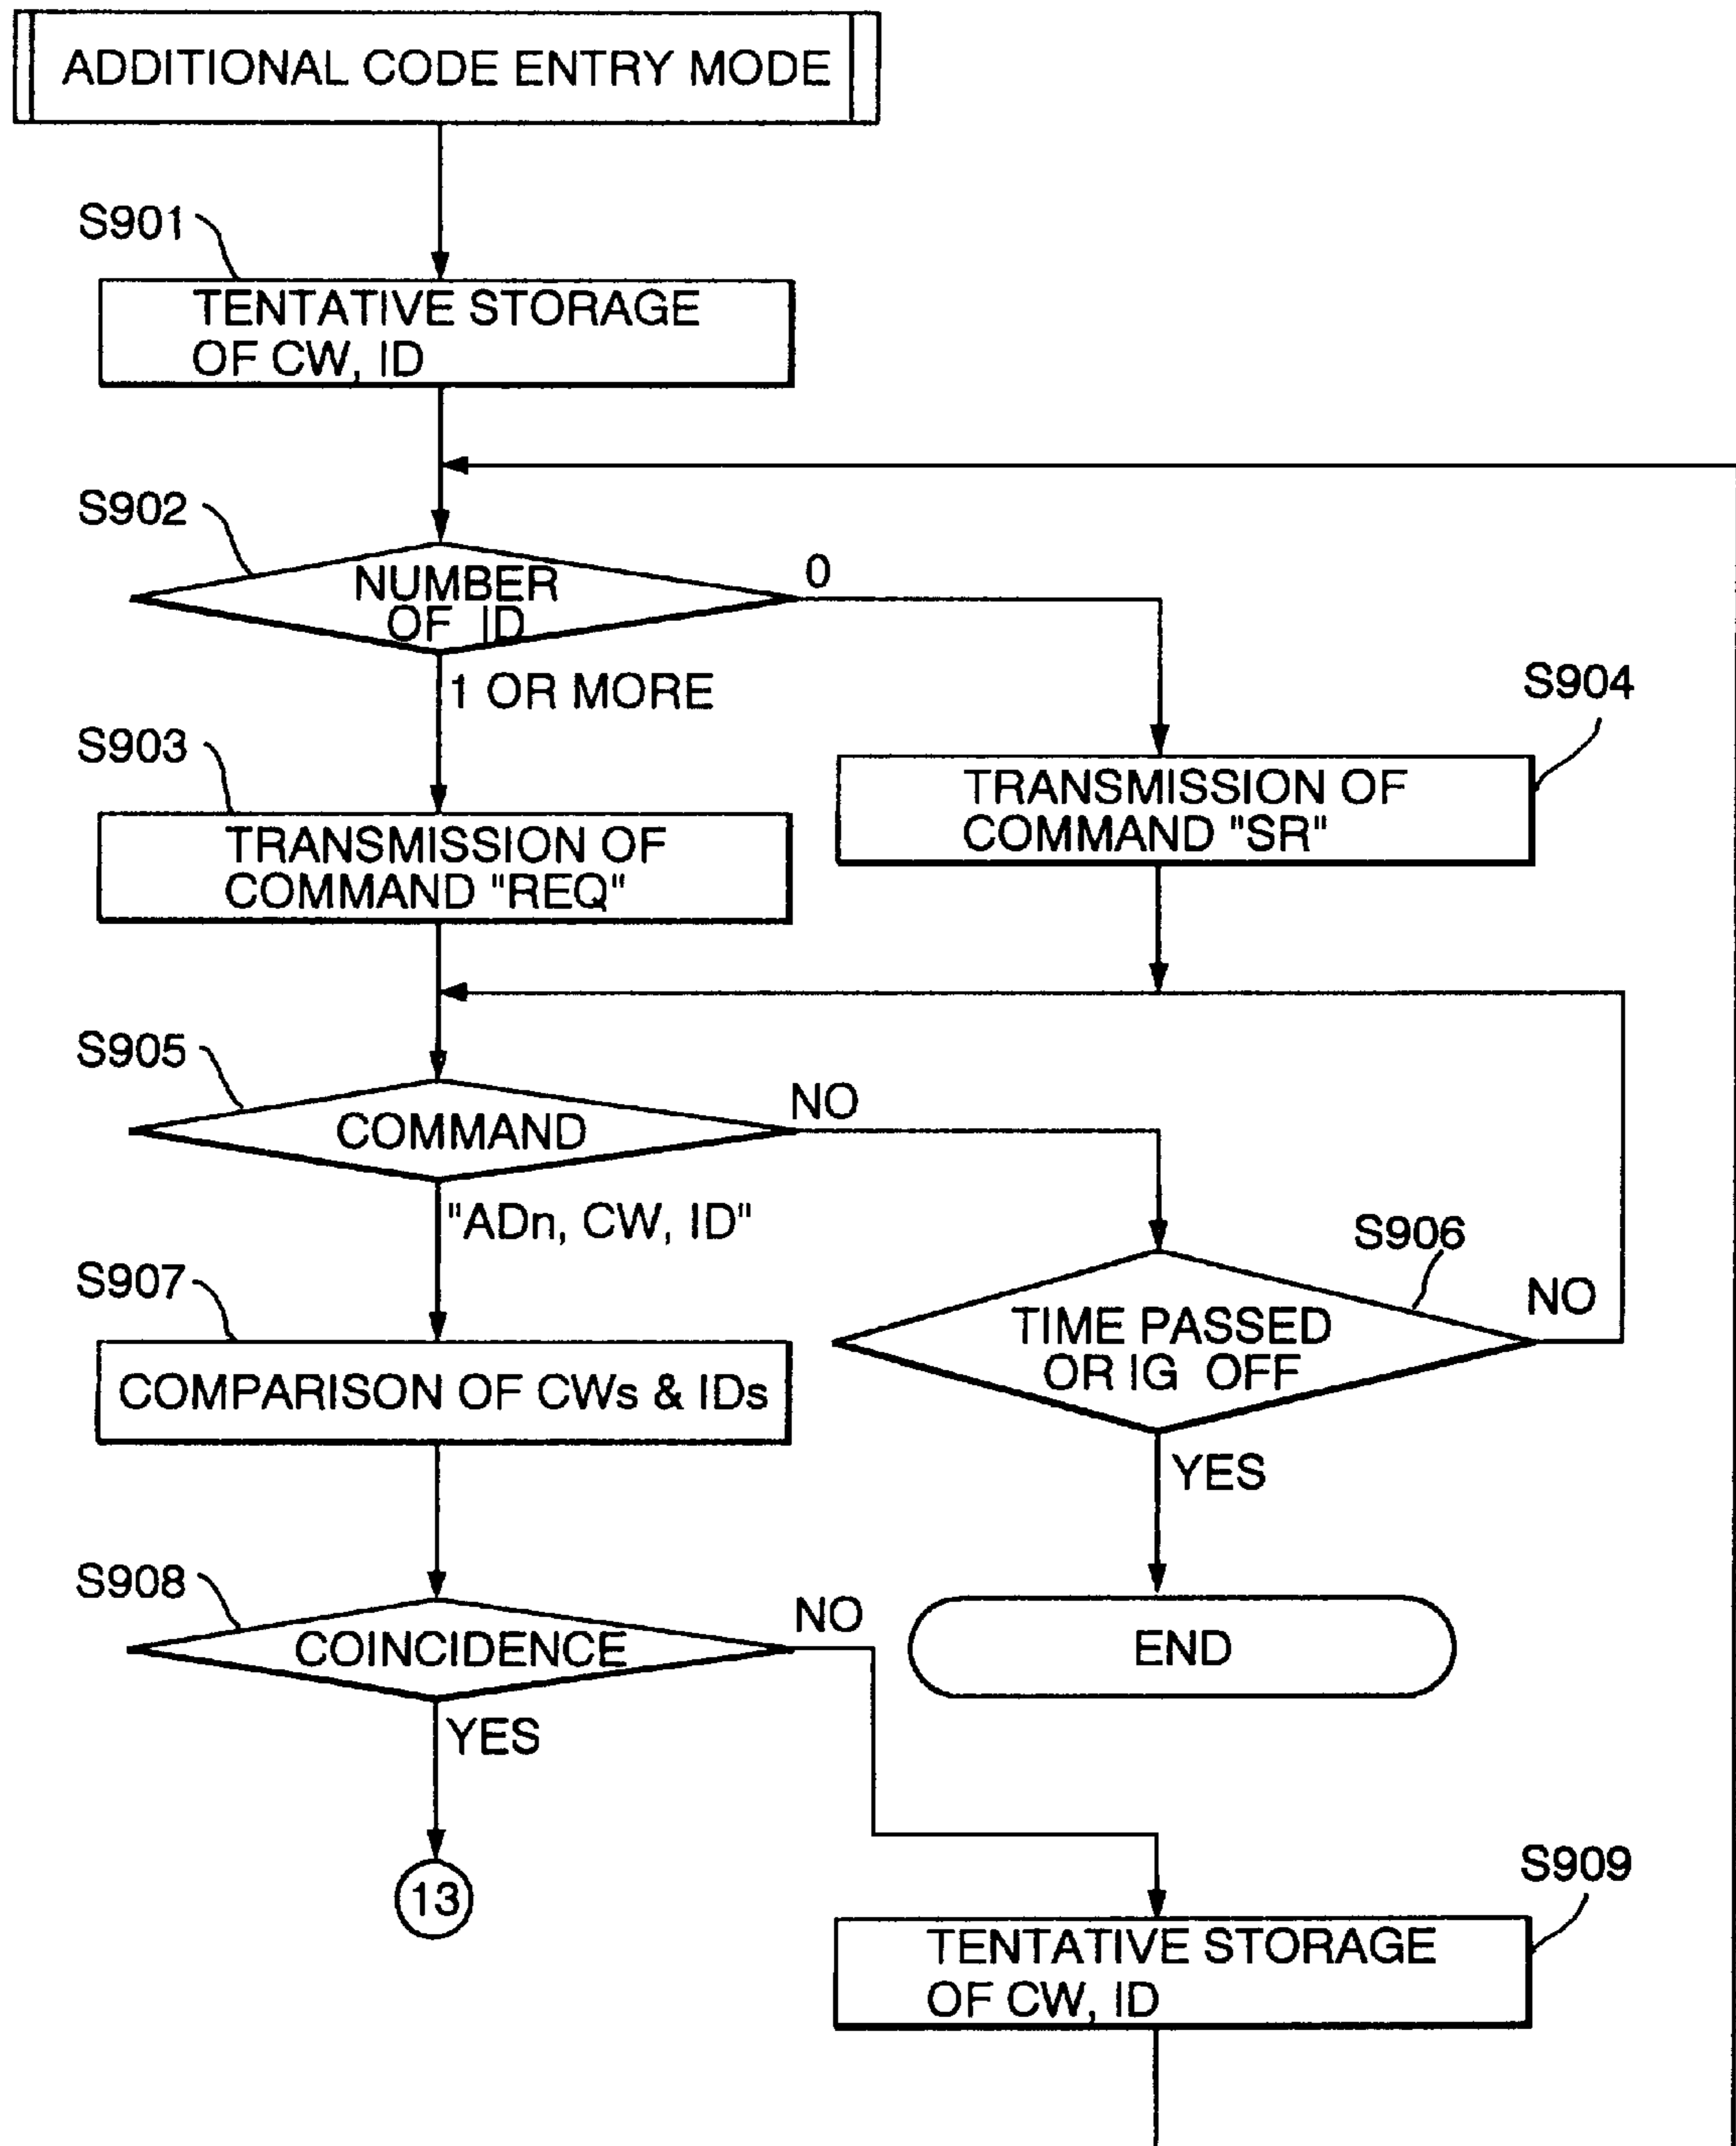 ADDITIONAL CODE ENTRY MODE
S901
TENTATIVE STORAGE
OF CW, ID
S902
NUMBER
OF ID
0
1 OR MORE
S903
TRANSMISSION OF
COMMAND "REQ"
S904
TRANSMISSION OF
COMMAND "SR"
S905
COMMAND
NO
"ADn, CW, ID"
S906
TIME PASSED
OR IG OFF
NO
YES
END
S907
COMPARISON OF CWs & IDs
S908
COINCIDENCE
NO
YES
13
S909
TENTATIVE STORAGE
OF CW, ID